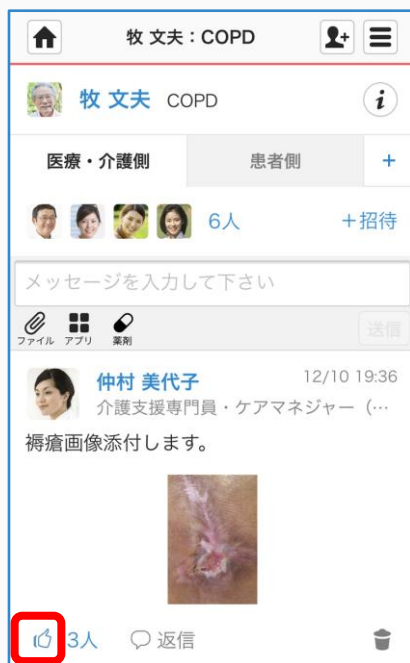 牧 文夫：COPD
牧 文夫 COPD
医療・介護側 患者側 +
6人 ＋招待
メッセージを入力して下さい
ファイル アプリ 薬剤 送信
仲村 美代子 12/10 19:36
介護支援専門員・ケアマネジャー（…
褥瘡画像添付します。
3人 返信